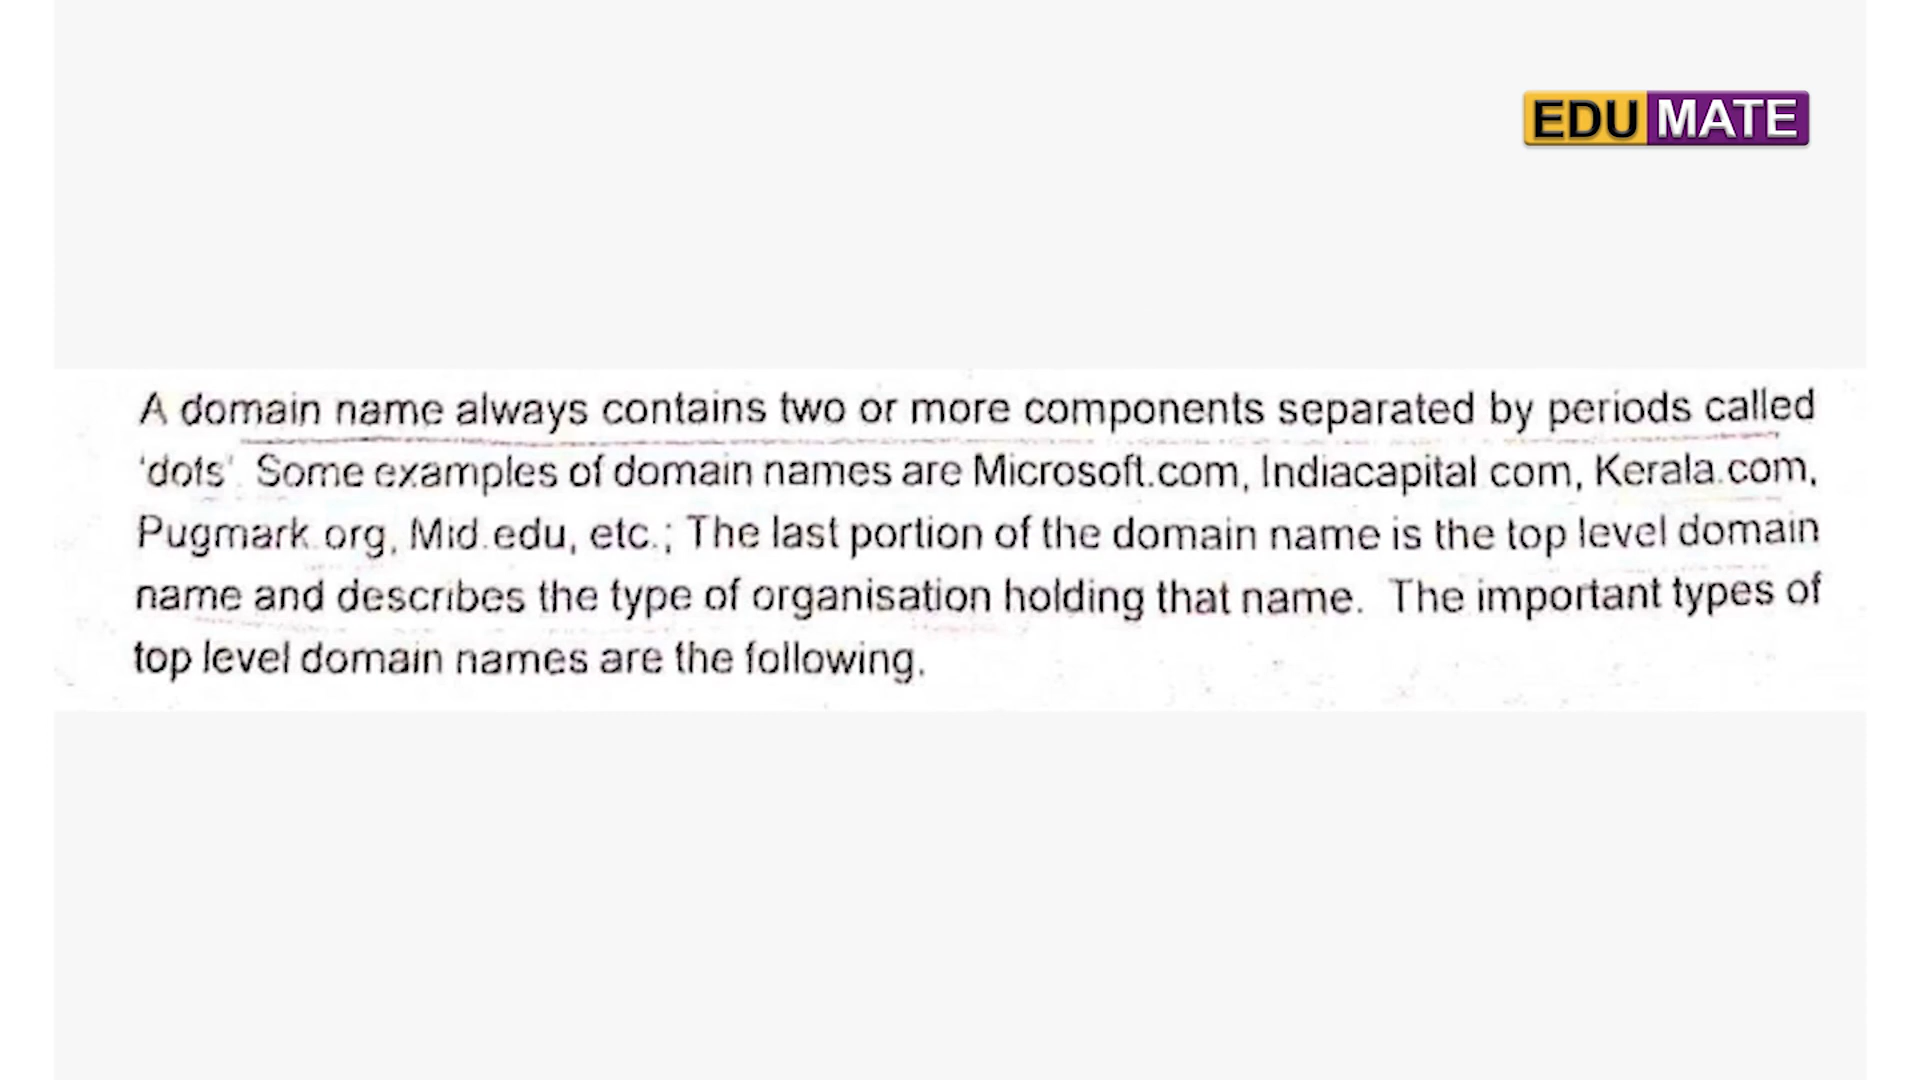 EDUMATE
A domain name always contains two or more components separated by periods called
'dots'. Some examples of domain names are Microsoft.com, Indiacapital com, Kerala.com,
Pugmark.org, Mid.edu, etc.; The last portion of the domain name is the top level domain
name and describes the type of organisation holding that name. The important types of
top level domain names are the following.